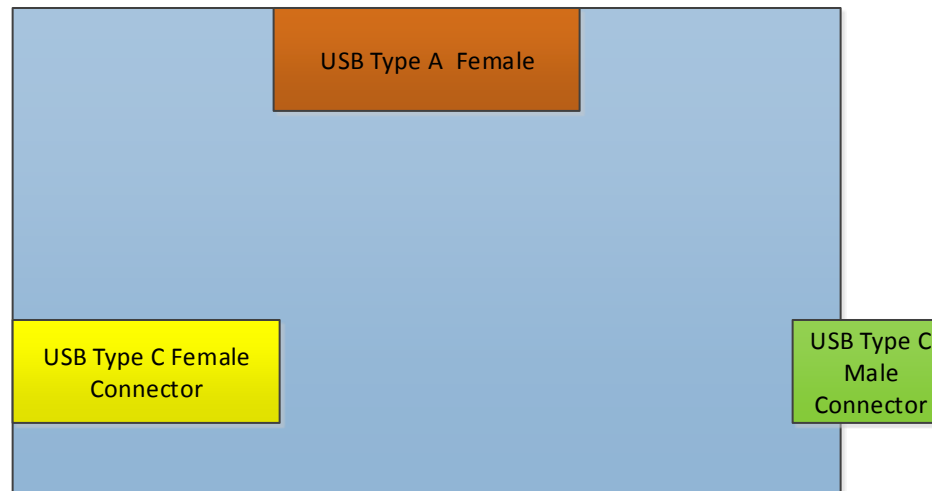 USB Type A  Female
USB Type C Female
Connector
USB Type C
Male
Connector